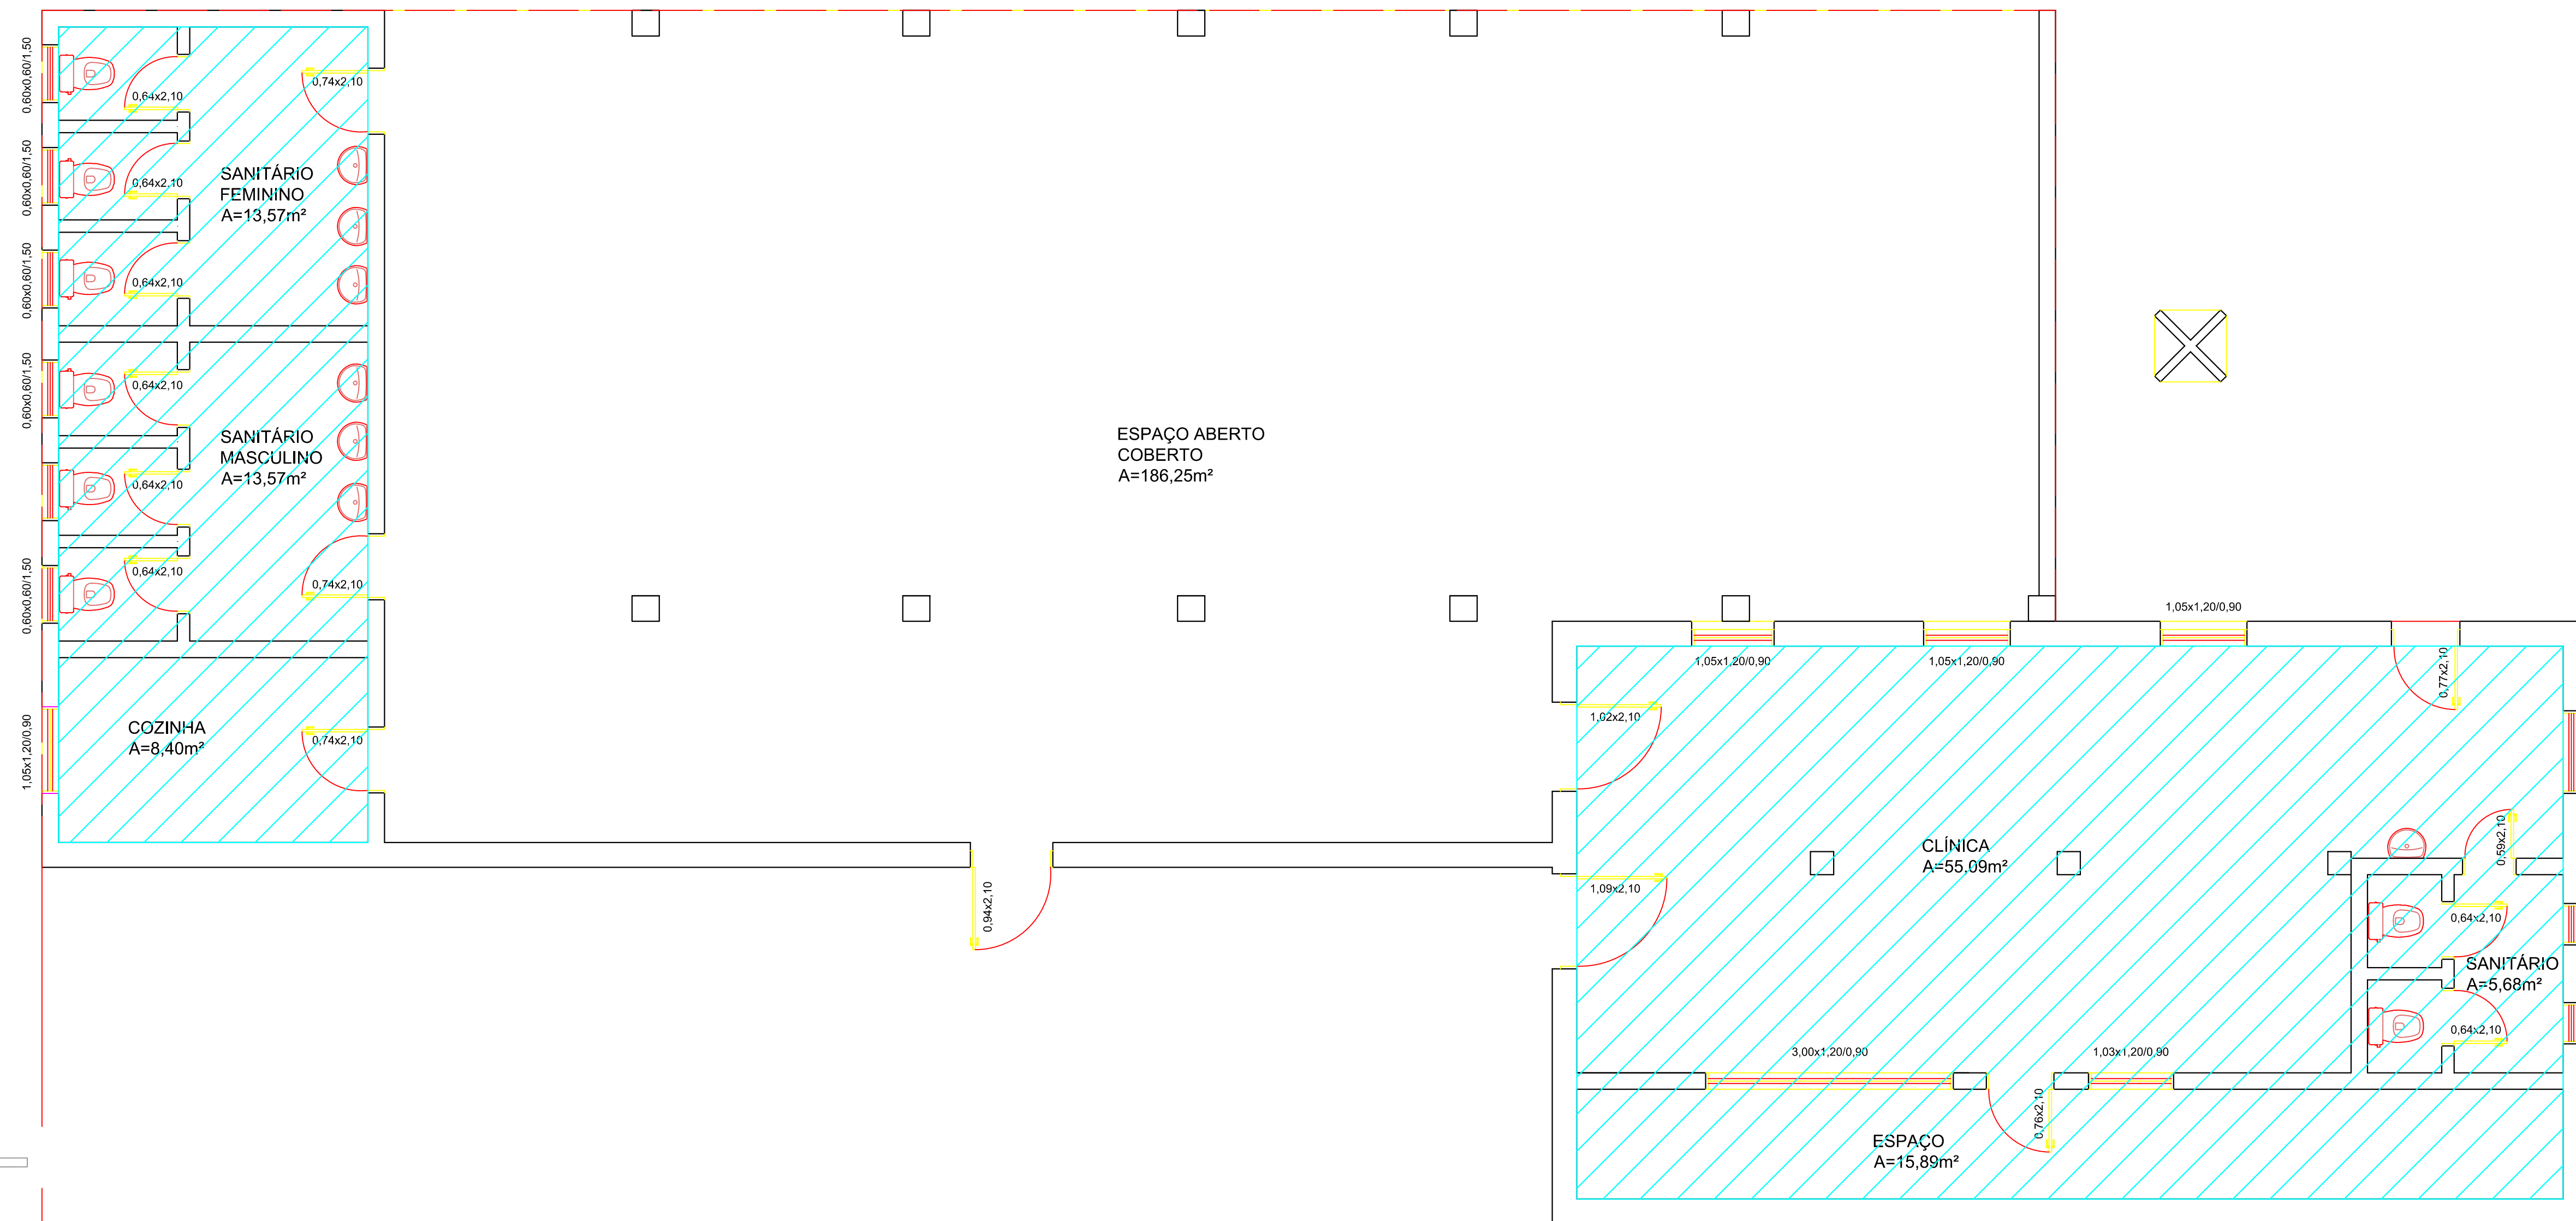 0,60x0,60/1,50
0,64x2,10
0,74x2,10
0,60x0,60/1,50
0,64x2,10
SANITÁRIO
FEMININO
A=13,57m²
0,60x0,60/1,50
0,64x2,10
0,60x0,60/1,50
0,64x2,10
SANITÁRIO
MASCULINO
A=13,57m²
0,64x2,10
0,60x0,60/1,50
0,64x2,10
0,74x2,10
COZINHA
A=8,40m²
1,05x1,20/0,90
0,74x2,10
ESPAÇO ABERTO
COBERTO
A=186,25m²
0,94x2,10
1,05x1,20/0,90
1,05x1,20/0,90
1,05x1,20/0,90
0,77x2,10
1,02x2,10
1,09x2,10
CLÍNICA
A=55.09m²
0,59x2,10
0,64x2,10
SANITÁRIO
A=5,68m²
0,64x2,10
3,00x1,20/0,90
1,03x1,20/0,90
0,76x2,10
ESPAÇO
A=15,89m²